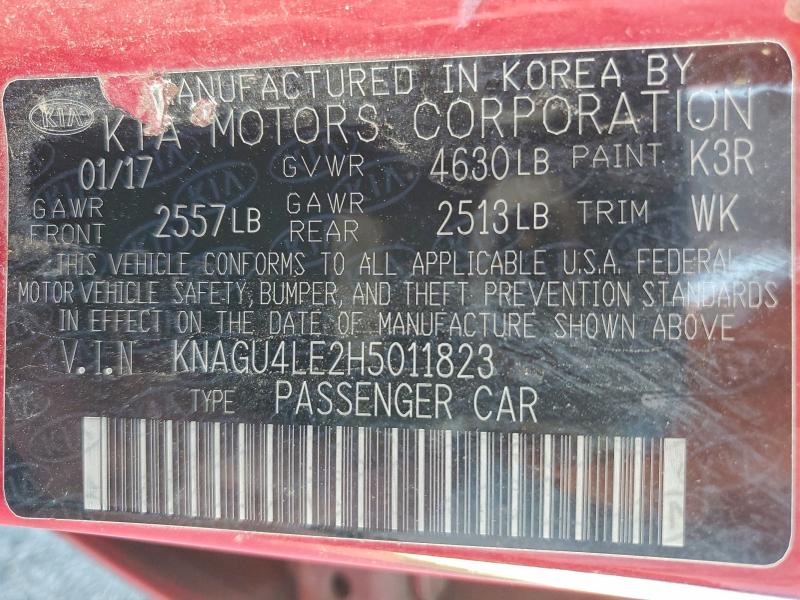 MANUFACTURED IN KOREA BY
KIA
KIA MOTORS CORPORATION
01/17 GVWR 4630LB PAINT K3R
GAWR FRONT 2557LB GAWR REAR 2513LB TRIM WK
THIS VEHICLE CONFORMS TO ALL APPLICABLE U.S.A. FEDERAL
MOTOR VEHICLE SAFETY, BUMPER, AND THEFT PREVENTION STANDARDS
IN EFFECT ON THE DATE OF MANUFACTURE SHOWN ABOVE
V.I.N KNAGU4LE2H5011823
TYPE PASSENGER CAR